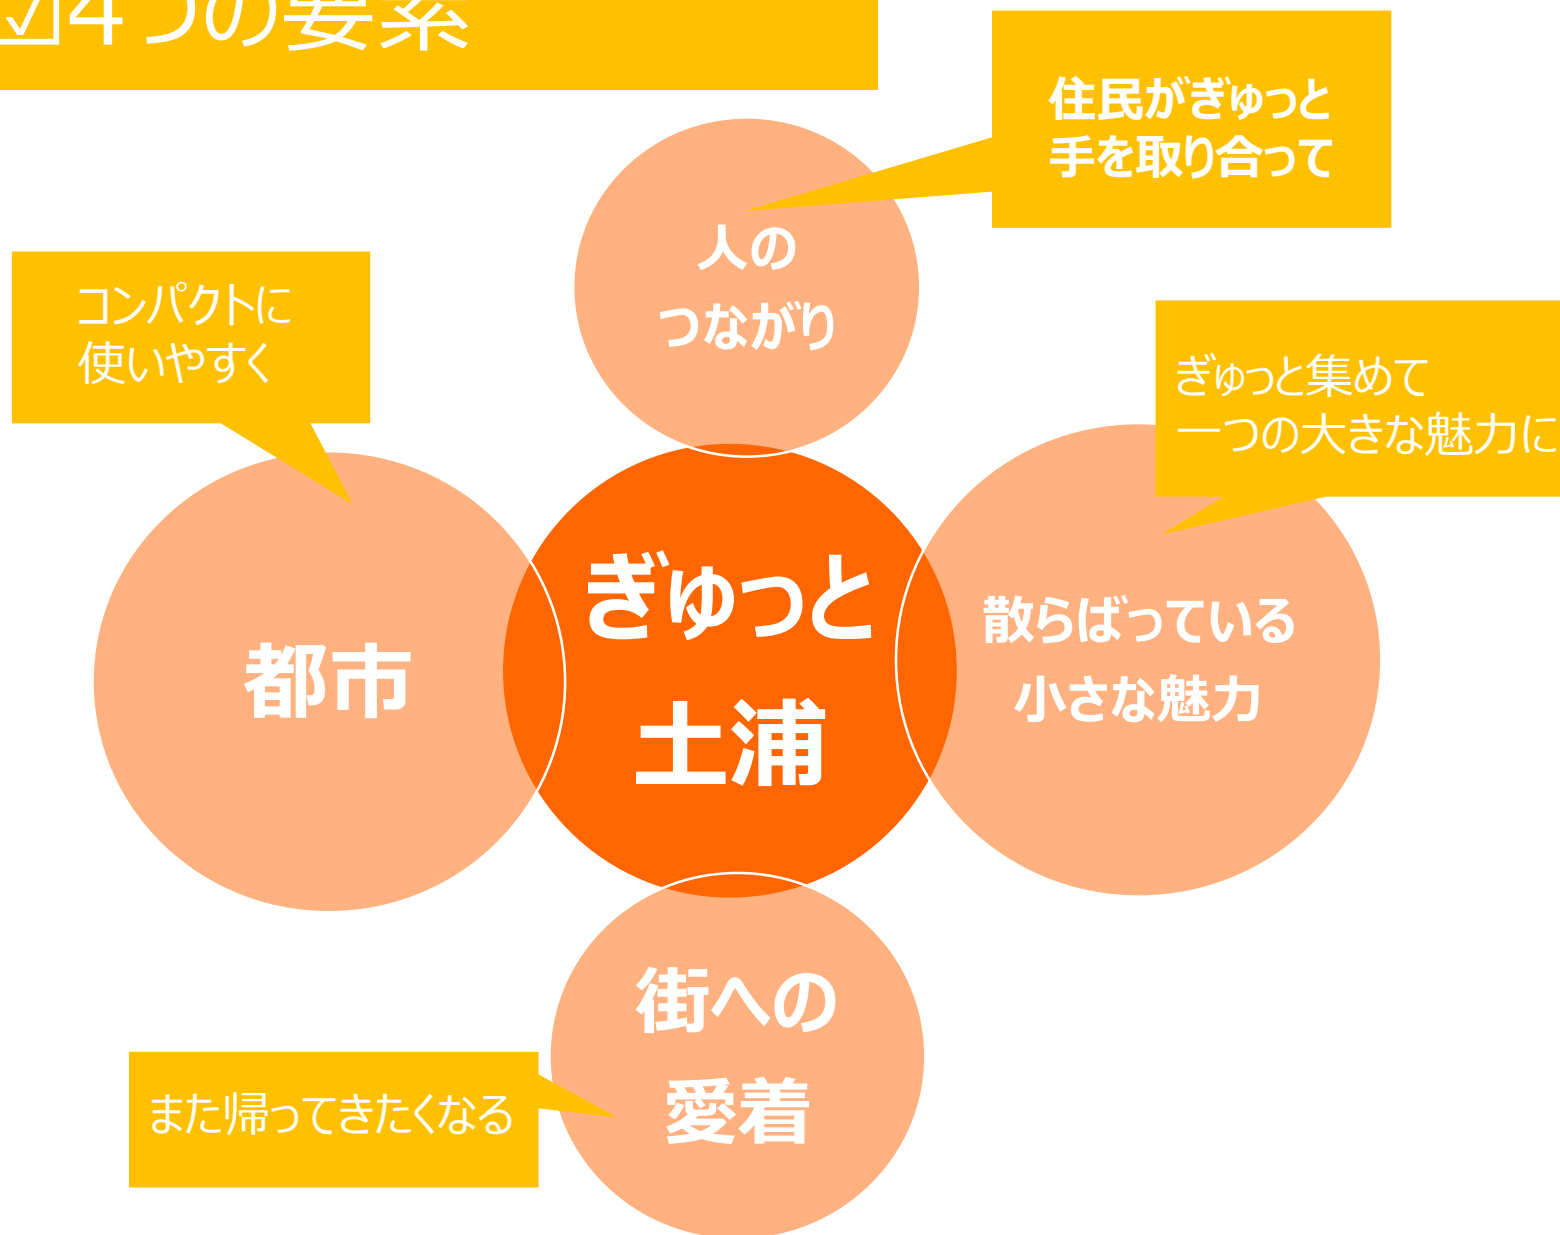 ☑4つの要素
住民がぎゅっと
手を取り合って
人の
つながり
コンパクトに
使いやすく
ぎゅっと集めて
一つの大きな魅力に
ぎゅっと
土浦
都市
散らばっている
小さな魅力
街への
愛着
また帰ってきたくなる